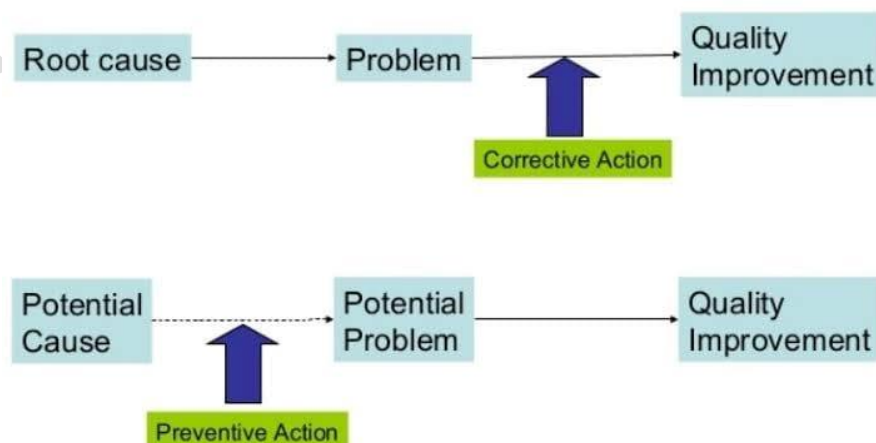 Root cause
Problem
Quality
Improvement
Corrective Action
Potential
Cause
Potential
Problem
Quality
Improvement
Preventive Action